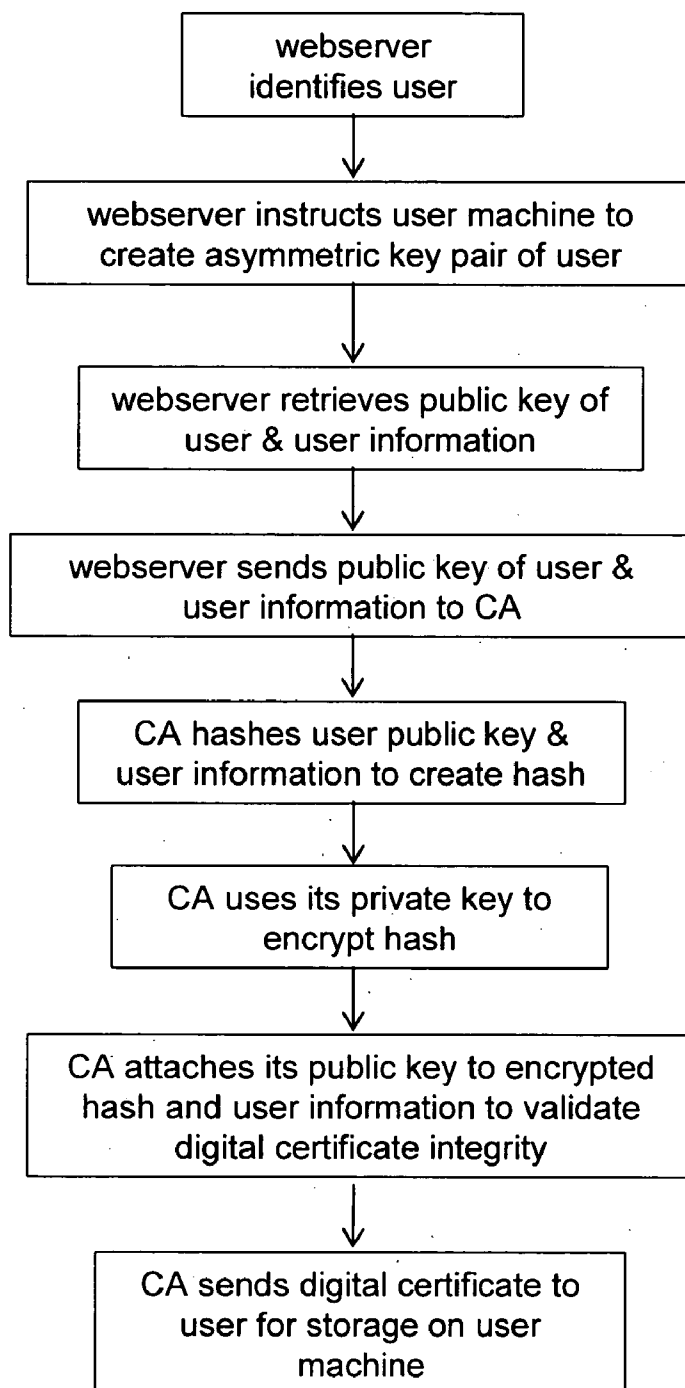 webserver
identifies user
webserver instructs user machine to
create asymmetric key pair of user
webserver retrieves public key of
user & user information
webserver sends public key of user &
user information to CA
CA hashes user public key &
user information to create hash
CA uses its private key to
encrypt hash
CA attaches its public key to encrypted
hash and user information to validate
digital certificate integrity
CA sends digital certificate to
user for storage on user
machine